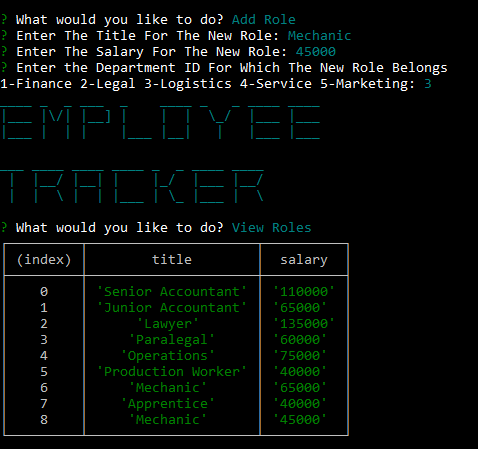 ? What would you like to do? Add Role
? Enter The Title For The New Role: Mechanic
? Enter The Salary For The New Role: 45000
? Enter the Department ID For Which The New Role Belongs
1-Finance 2-Legal 3-Logistics 4-Service 5-Marketing: 3
EMPLOYEE
TRACKER
? What would you like to do? View Roles
(index) title salary
0 'Senior Accountant' '110000'
1 'Junior Accountant' '65000'
2 'Lawyer' '135000'
3 'Paralegal' '60000'
4 'Operations' '75000'
5 'Production Worker' '40000'
6 'Mechanic' '65000'
7 'Apprentice' '40000'
8 'Mechanic' '45000'